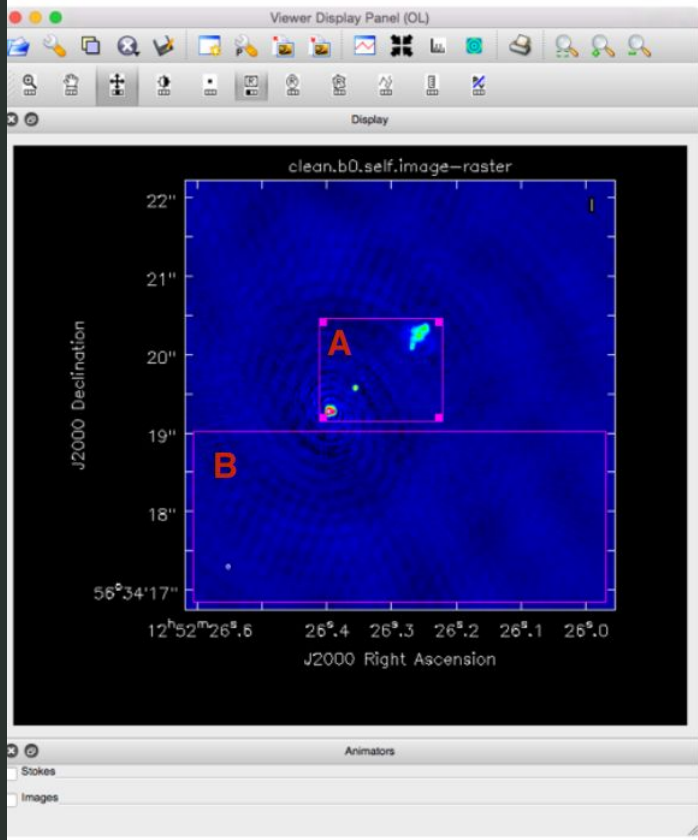 Viewer Display Panel (OL)
Display
clean.b0.self.image-raster
I
22"
21"
20"
19"
18"
56°34'17"
J2000 Declination
A
B
12ʰ52ᵐ26ˢ.6
26ˢ.4
26ˢ.3
26ˢ.2
26ˢ.1
26ˢ.0
J2000 Right Ascension
Animators
Stokes
Images